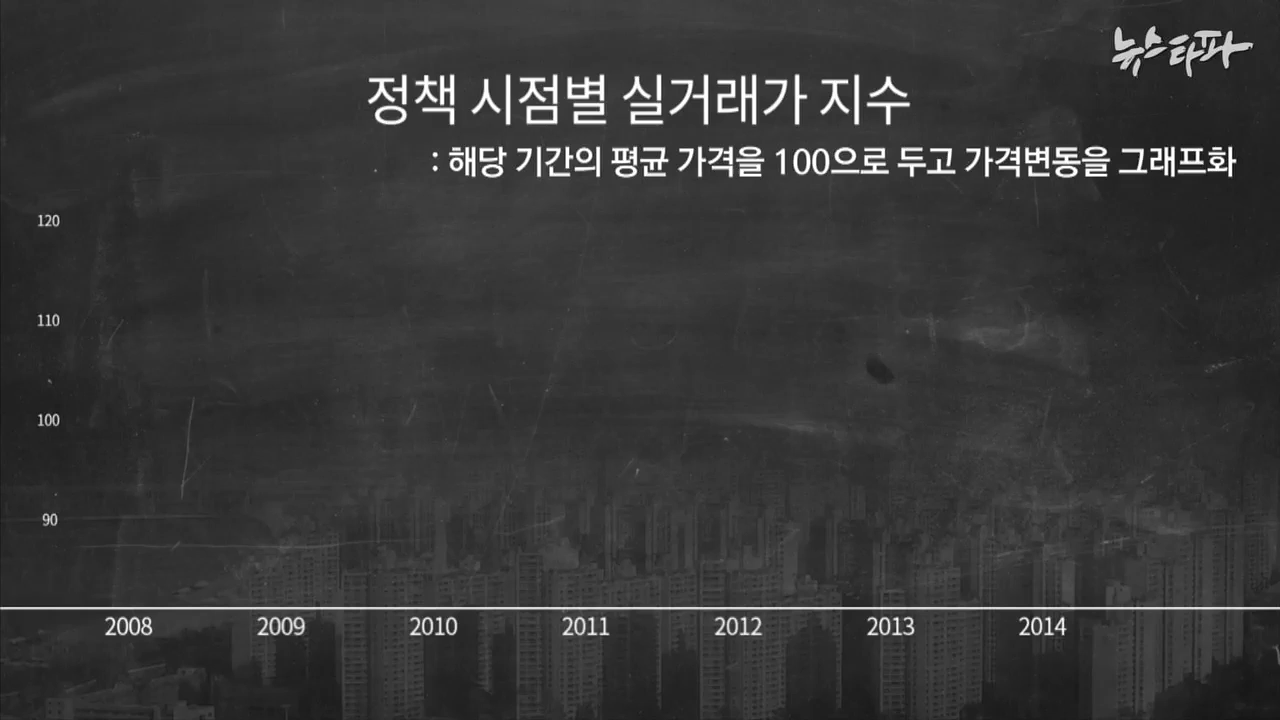 뉴스타파
정책 시점별 실거래가 지수
: 해당 기간의 평균 가격을 100으로 두고 가격변동을 그래프화
120
110
100
90
2008 2009 2010 2011 2012 2013 2014